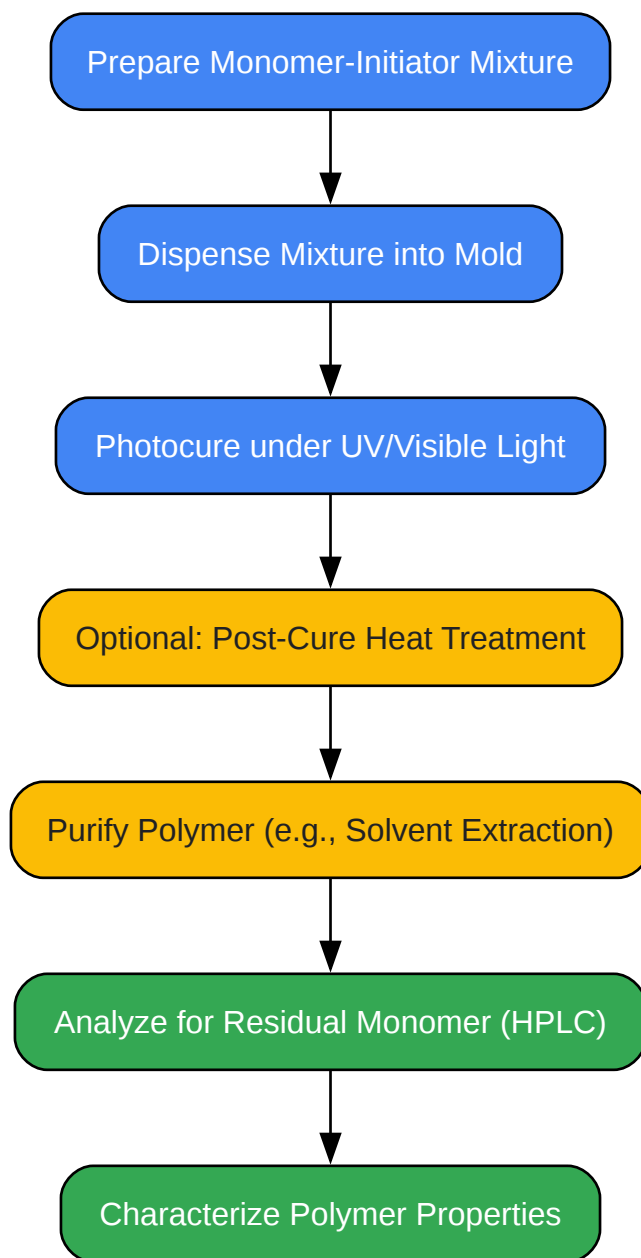 Prepare Monomer-Initiator Mixture
Dispense Mixture into Mold
Photocure under UV/Visible Light
Optional: Post-Cure Heat Treatment
Purify Polymer (e.g., Solvent Extraction)
Analyze for Residual Monomer (HPLC)
Characterize Polymer Properties